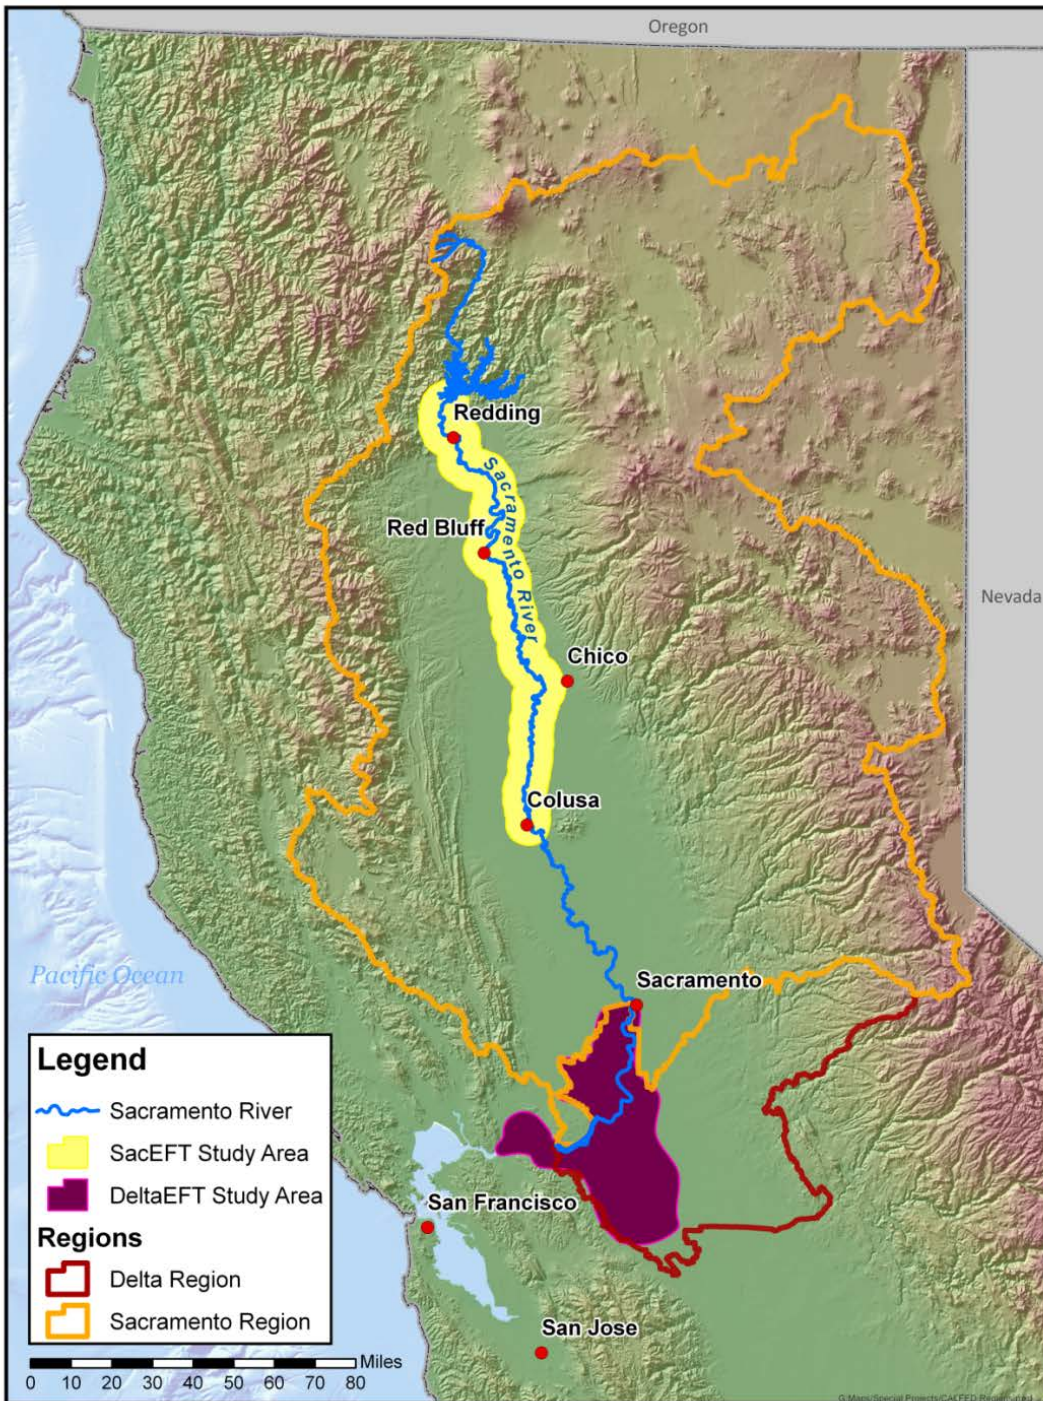 Oregon
Redding
Sacramento River
Red Bluff
Nevada
Chico
Colusa
Pacific Ocean
Sacramento
Legend
Sacramento River
SacEFT Study Area
DeltaEFT Study Area
San Francisco
Regions
Delta Region
Sacramento Region
San Jose
Miles
0 10 20 30 40 50 60 70 80